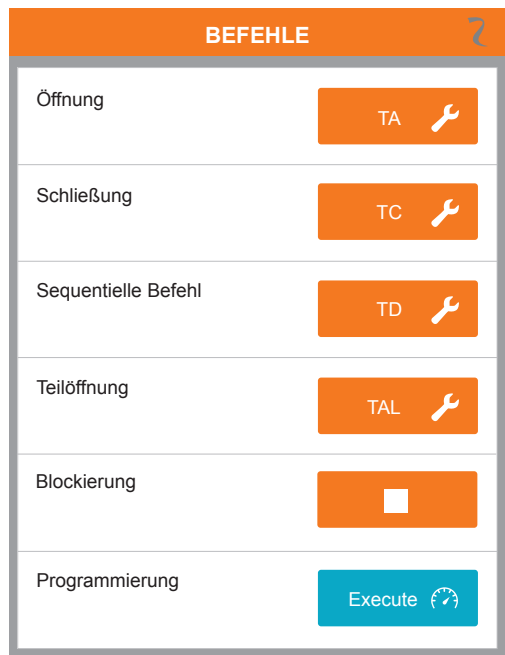 BEFEHLE
Öffnung
TA
Schließung
TC
Sequentielle Befehl
TD
Teilöffnung
TAL
Blockierung
Programmierung
Execute